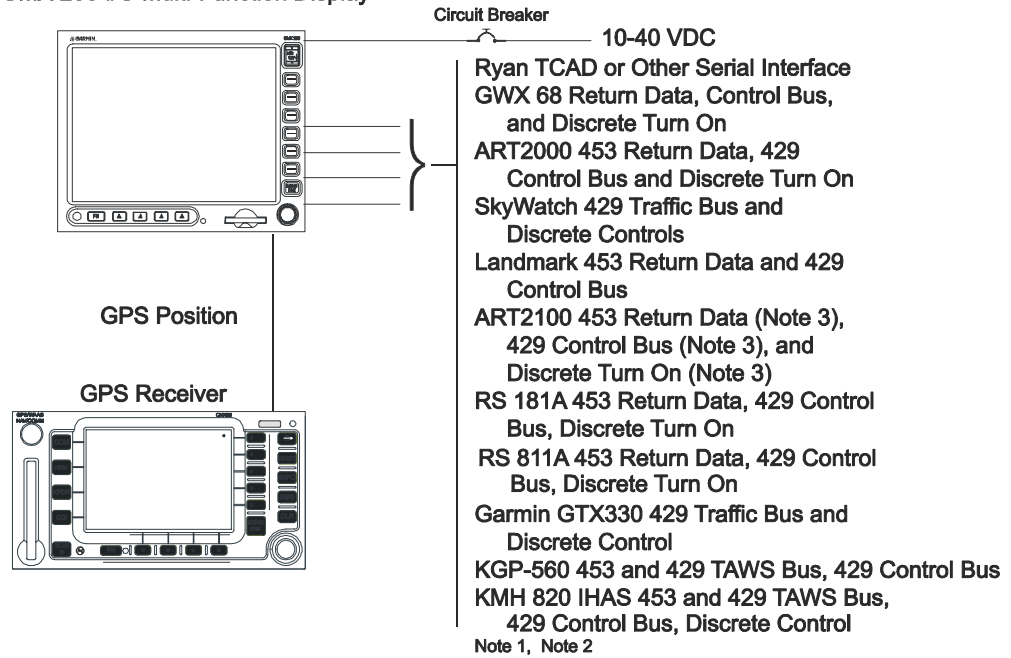 Circuit Breaker
10-40 VDC
Ryan TCAD or Other Serial Interface
GWX 68 Return Data, Control Bus,
and Discrete Turn On
ART2000 453 Return Data, 429
Control Bus and Discrete Turn On
SkyWatch 429 Traffic Bus and
Discrete Controls
Landmark 453 Return Data and 429
Control Bus
GPS Position
ART2100 453 Return Data (Note 3),
429 Control Bus (Note 3), and
Discrete Turn On (Note 3)
GPS Receiver
RS 181A 453 Return Data, 429 Control
Bus, Discrete Turn On
RS 811A 453 Return Data, 429 Control
Bus, Discrete Turn On
Garmin GTX330 429 Traffic Bus and
Discrete Control
KGP-560 453 and 429 TAWS Bus, 429 Control Bus
KMH 820 IHAS 453 and 429 TAWS Bus,
429 Control Bus, Discrete Control
Note 1, Note 2
GARMIN
FN
GPS/WAAS
NAV/COMM